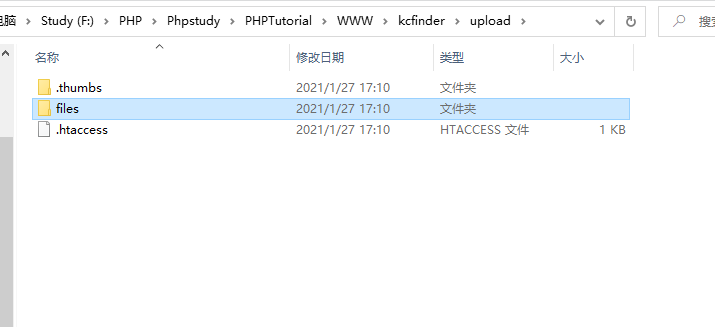 电脑 › Study (F:) › PHP › Phpstudy › PHPTutorial › WWW › kcfinder › upload › 搜索
名称 修改日期 类型 大小
.thumbs 2021/1/27 17:10 文件夹
files 2021/1/27 17:10 文件夹
.htaccess 2021/1/27 17:10 HTACCESS 文件 1 KB